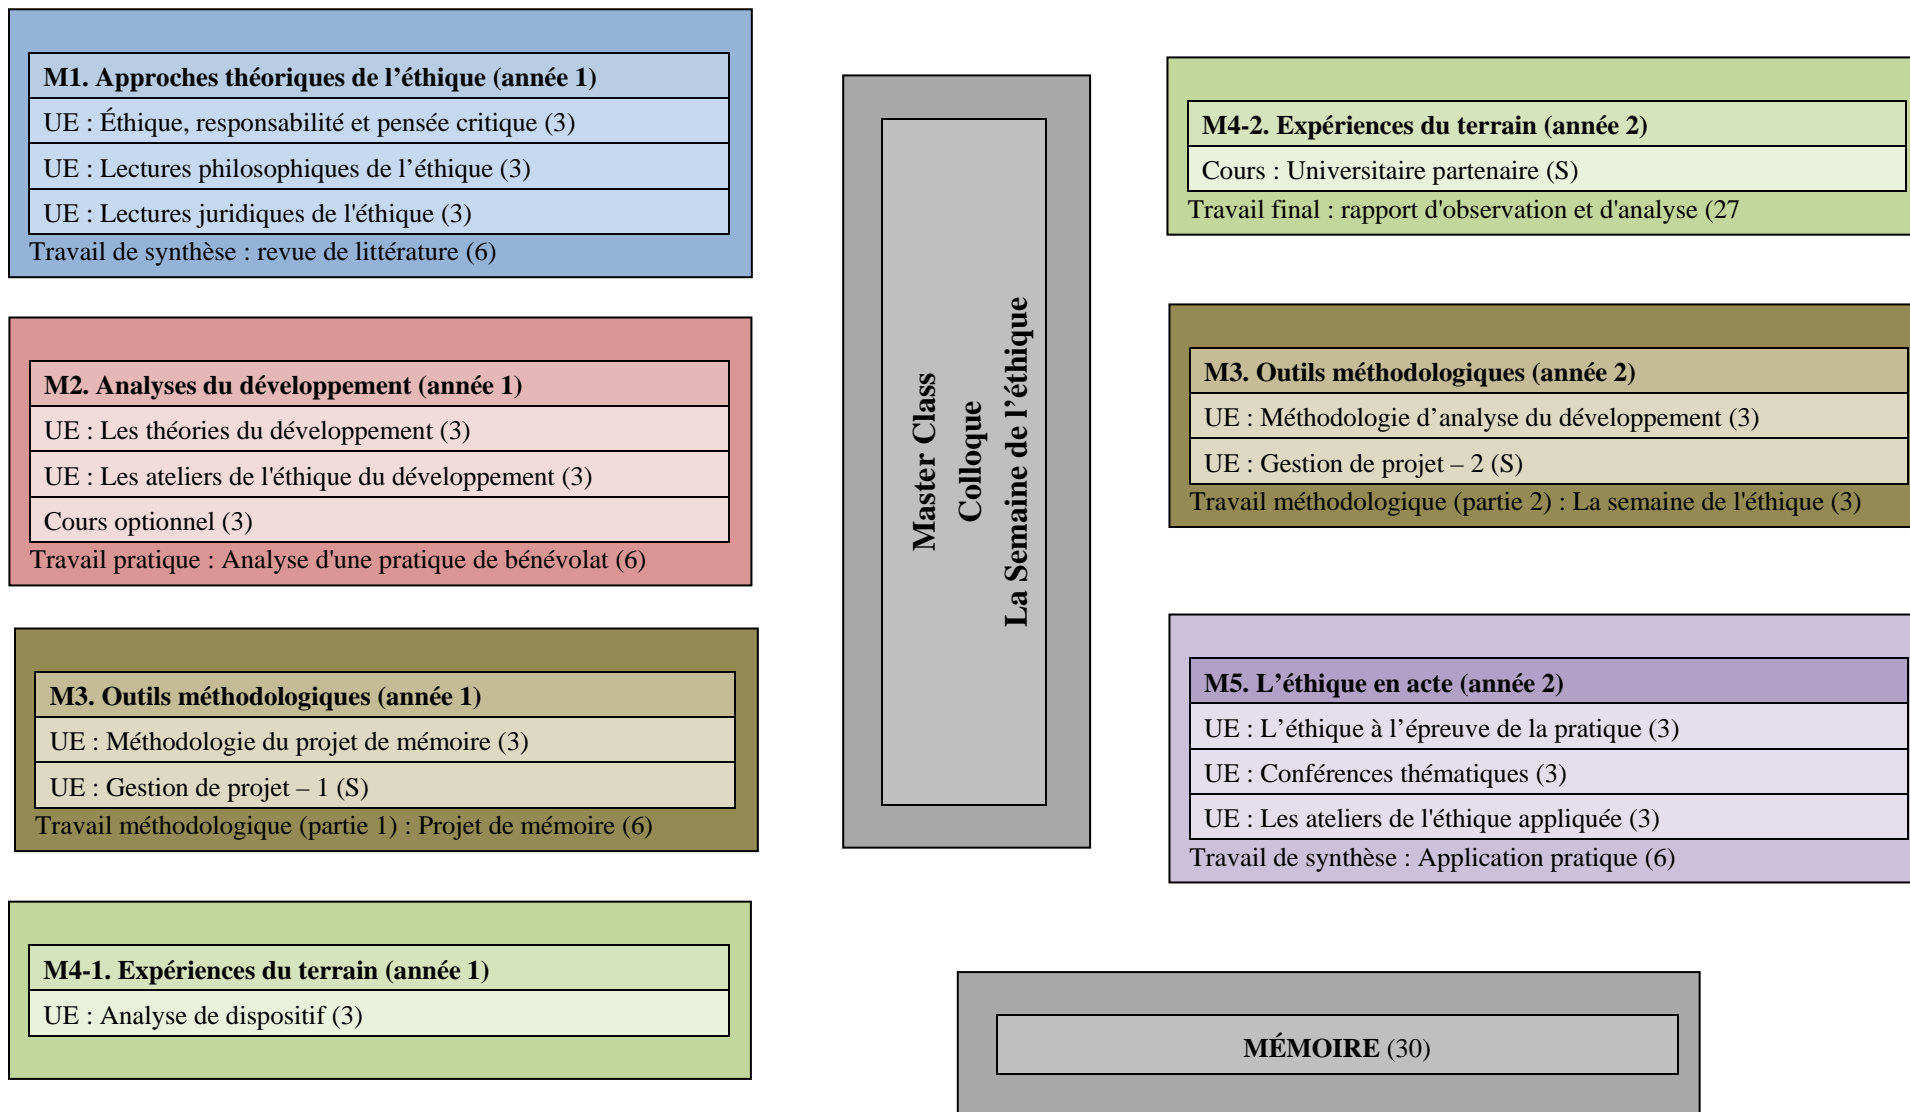 M1. Approches théoriques de l’éthique (année 1)
UE : Éthique, responsabilité et pensée critique (3)
UE : Lectures philosophiques de l’éthique (3)
UE : Lectures juridiques de l'éthique (3)
Travail de synthèse : revue de littérature (6)
M2. Analyses du développement (année 1)
UE : Les théories du développement (3)
UE : Les ateliers de l'éthique du développement (3)
Cours optionnel (3)
Travail pratique : Analyse d'une pratique de bénévolat (6)
M3. Outils méthodologiques (année 1)
UE : Méthodologie du projet de mémoire (3)
UE : Gestion de projet – 1 (S)
Travail méthodologique (partie 1) : Projet de mémoire (6)
M4-1. Expériences du terrain (année 1)
UE : Analyse de dispositif (3)
Master Class
Colloque
La Semaine de l’éthique
M4-2. Expériences du terrain (année 2)
Cours : Universitaire partenaire (S)
Travail final : rapport d'observation et d'analyse (27
M3. Outils méthodologiques (année 2)
UE : Méthodologie d’analyse du développement (3)
UE : Gestion de projet – 2 (S)
Travail méthodologique (partie 2) : La semaine de l'éthique (3)
M5. L’éthique en acte (année 2)
UE : L’éthique à l’épreuve de la pratique (3)
UE : Conférences thématiques (3)
UE : Les ateliers de l'éthique appliquée (3)
Travail de synthèse : Application pratique (6)
MÉMOIRE (30)